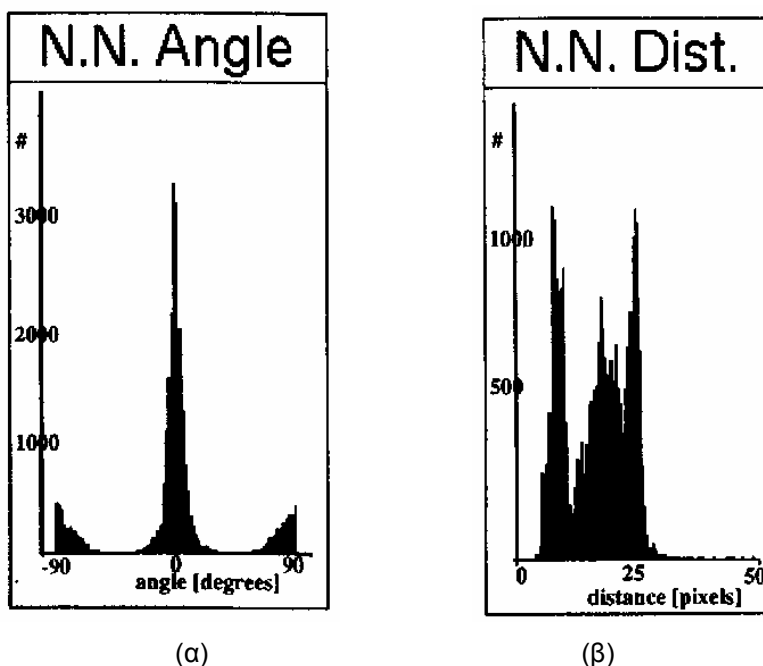 N.N. Angle
#
3000
2000
1000
-90 0 90
angle [degrees]
(α)
N.N. Dist.
#
1000
500
0 25 50
distance [pixels]
(β)